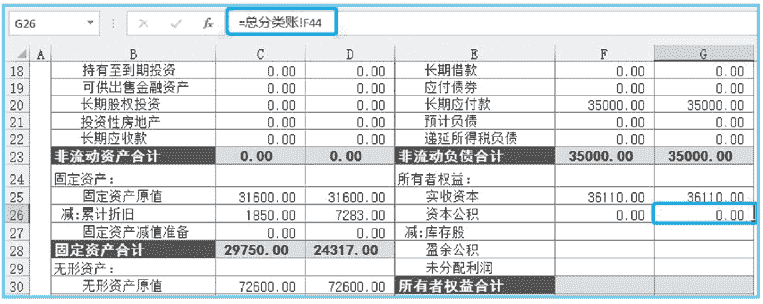 G26 fx =总分类账!F44
A B C D E F G
18 持有至到期投资 0.00 0.00 长期借款 0.00 0.00
19 可供出售金融资产 0.00 0.00 应付债券 0.00 0.00
20 长期股权投资 0.00 0.00 长期应付款 35000.00 35000.00
21 投资性房地产 0.00 0.00 预计负债 0.00 0.00
22 长期应收款 0.00 0.00 递延所得税负债 0.00 0.00
23 非流动资产合计 0.00 0.00 非流动负债合计 35000.00 35000.00
24 固定资产: 所有者权益:
25 固定资产原值 31600.00 31600.00 实收资本 36110.00 36110.00
26 减:累计折旧 1850.00 7283.00 资本公积 0.00 0.00
27 固定资产减值准备 0.00 0.00 减:库存股
28 固定资产合计 29750.00 24317.00 盈余公积
29 无形资产: 未分配利润
30 无形资产原值 72600.00 72600.00 所有者权益合计